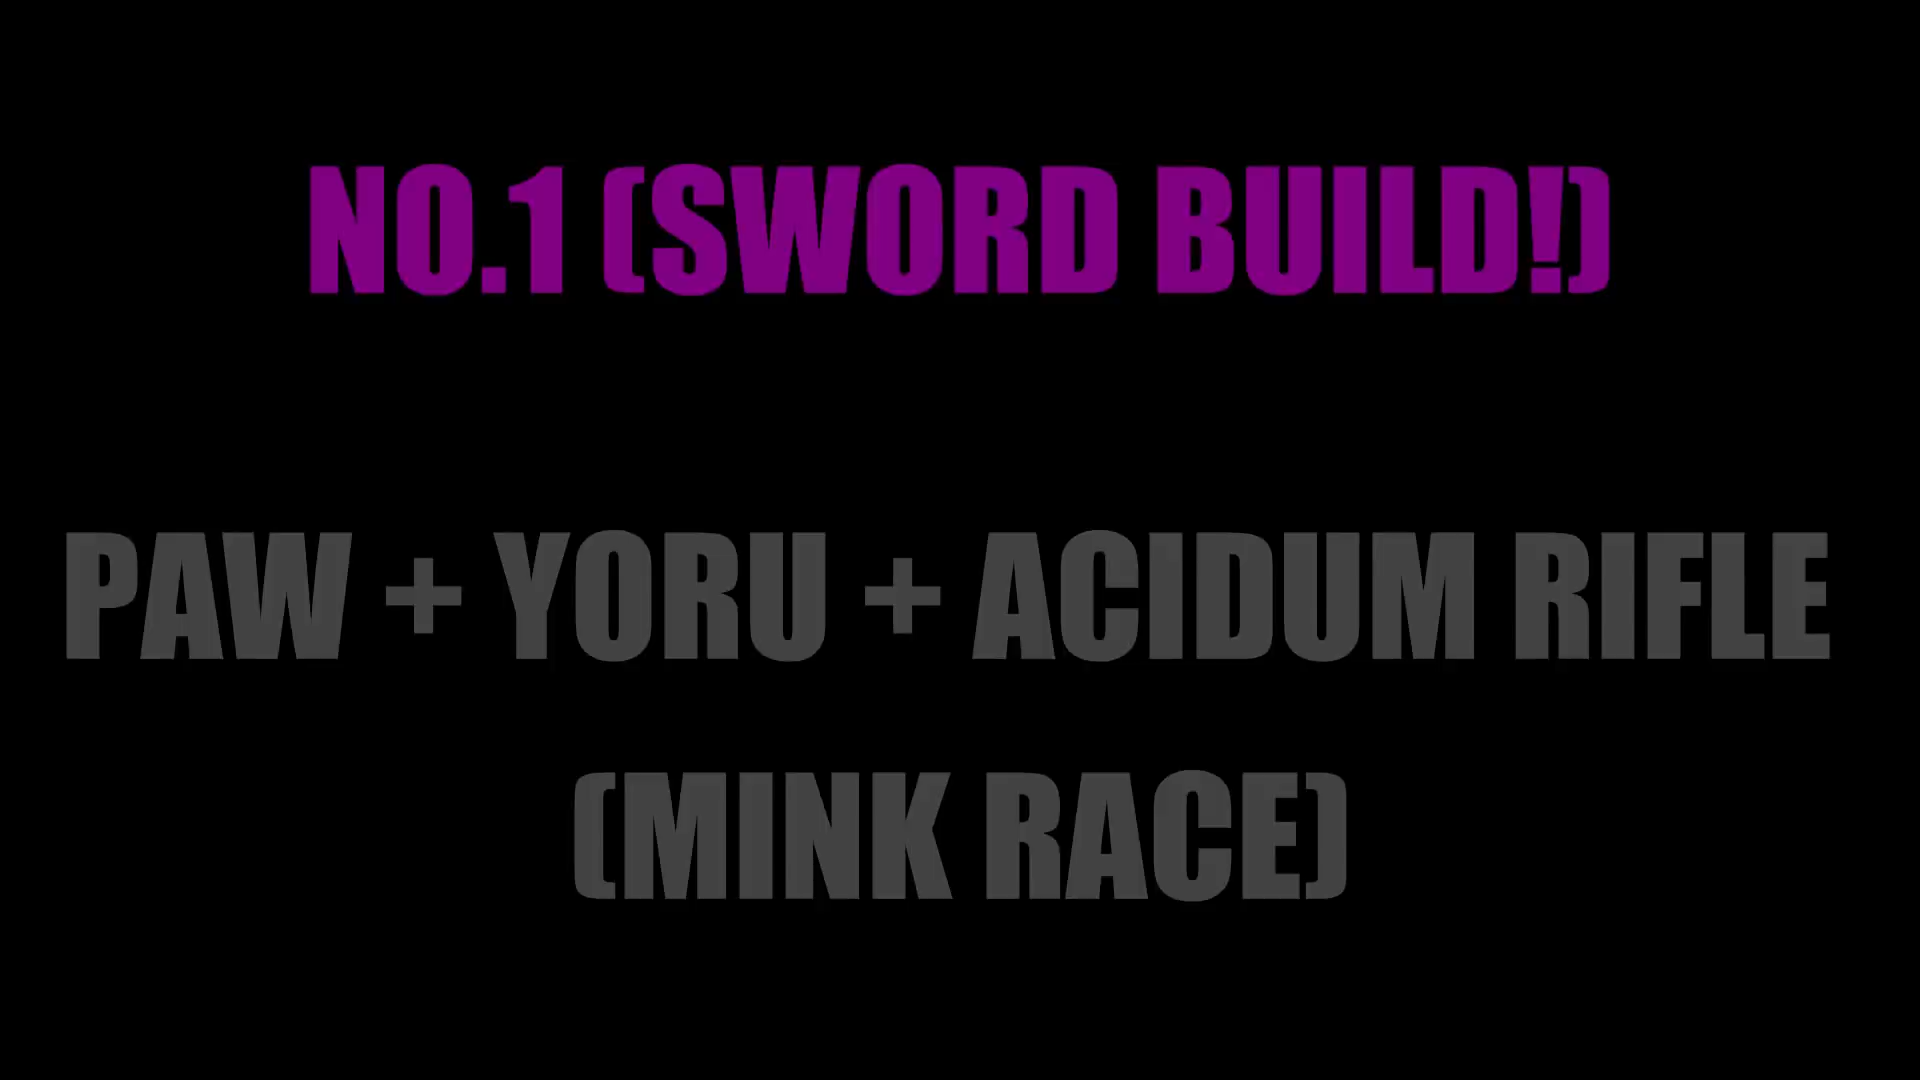 NO.1 (SWORD BUILD!)
PAW + YORU + ACIDUM RIFLE
(MINK RACE)